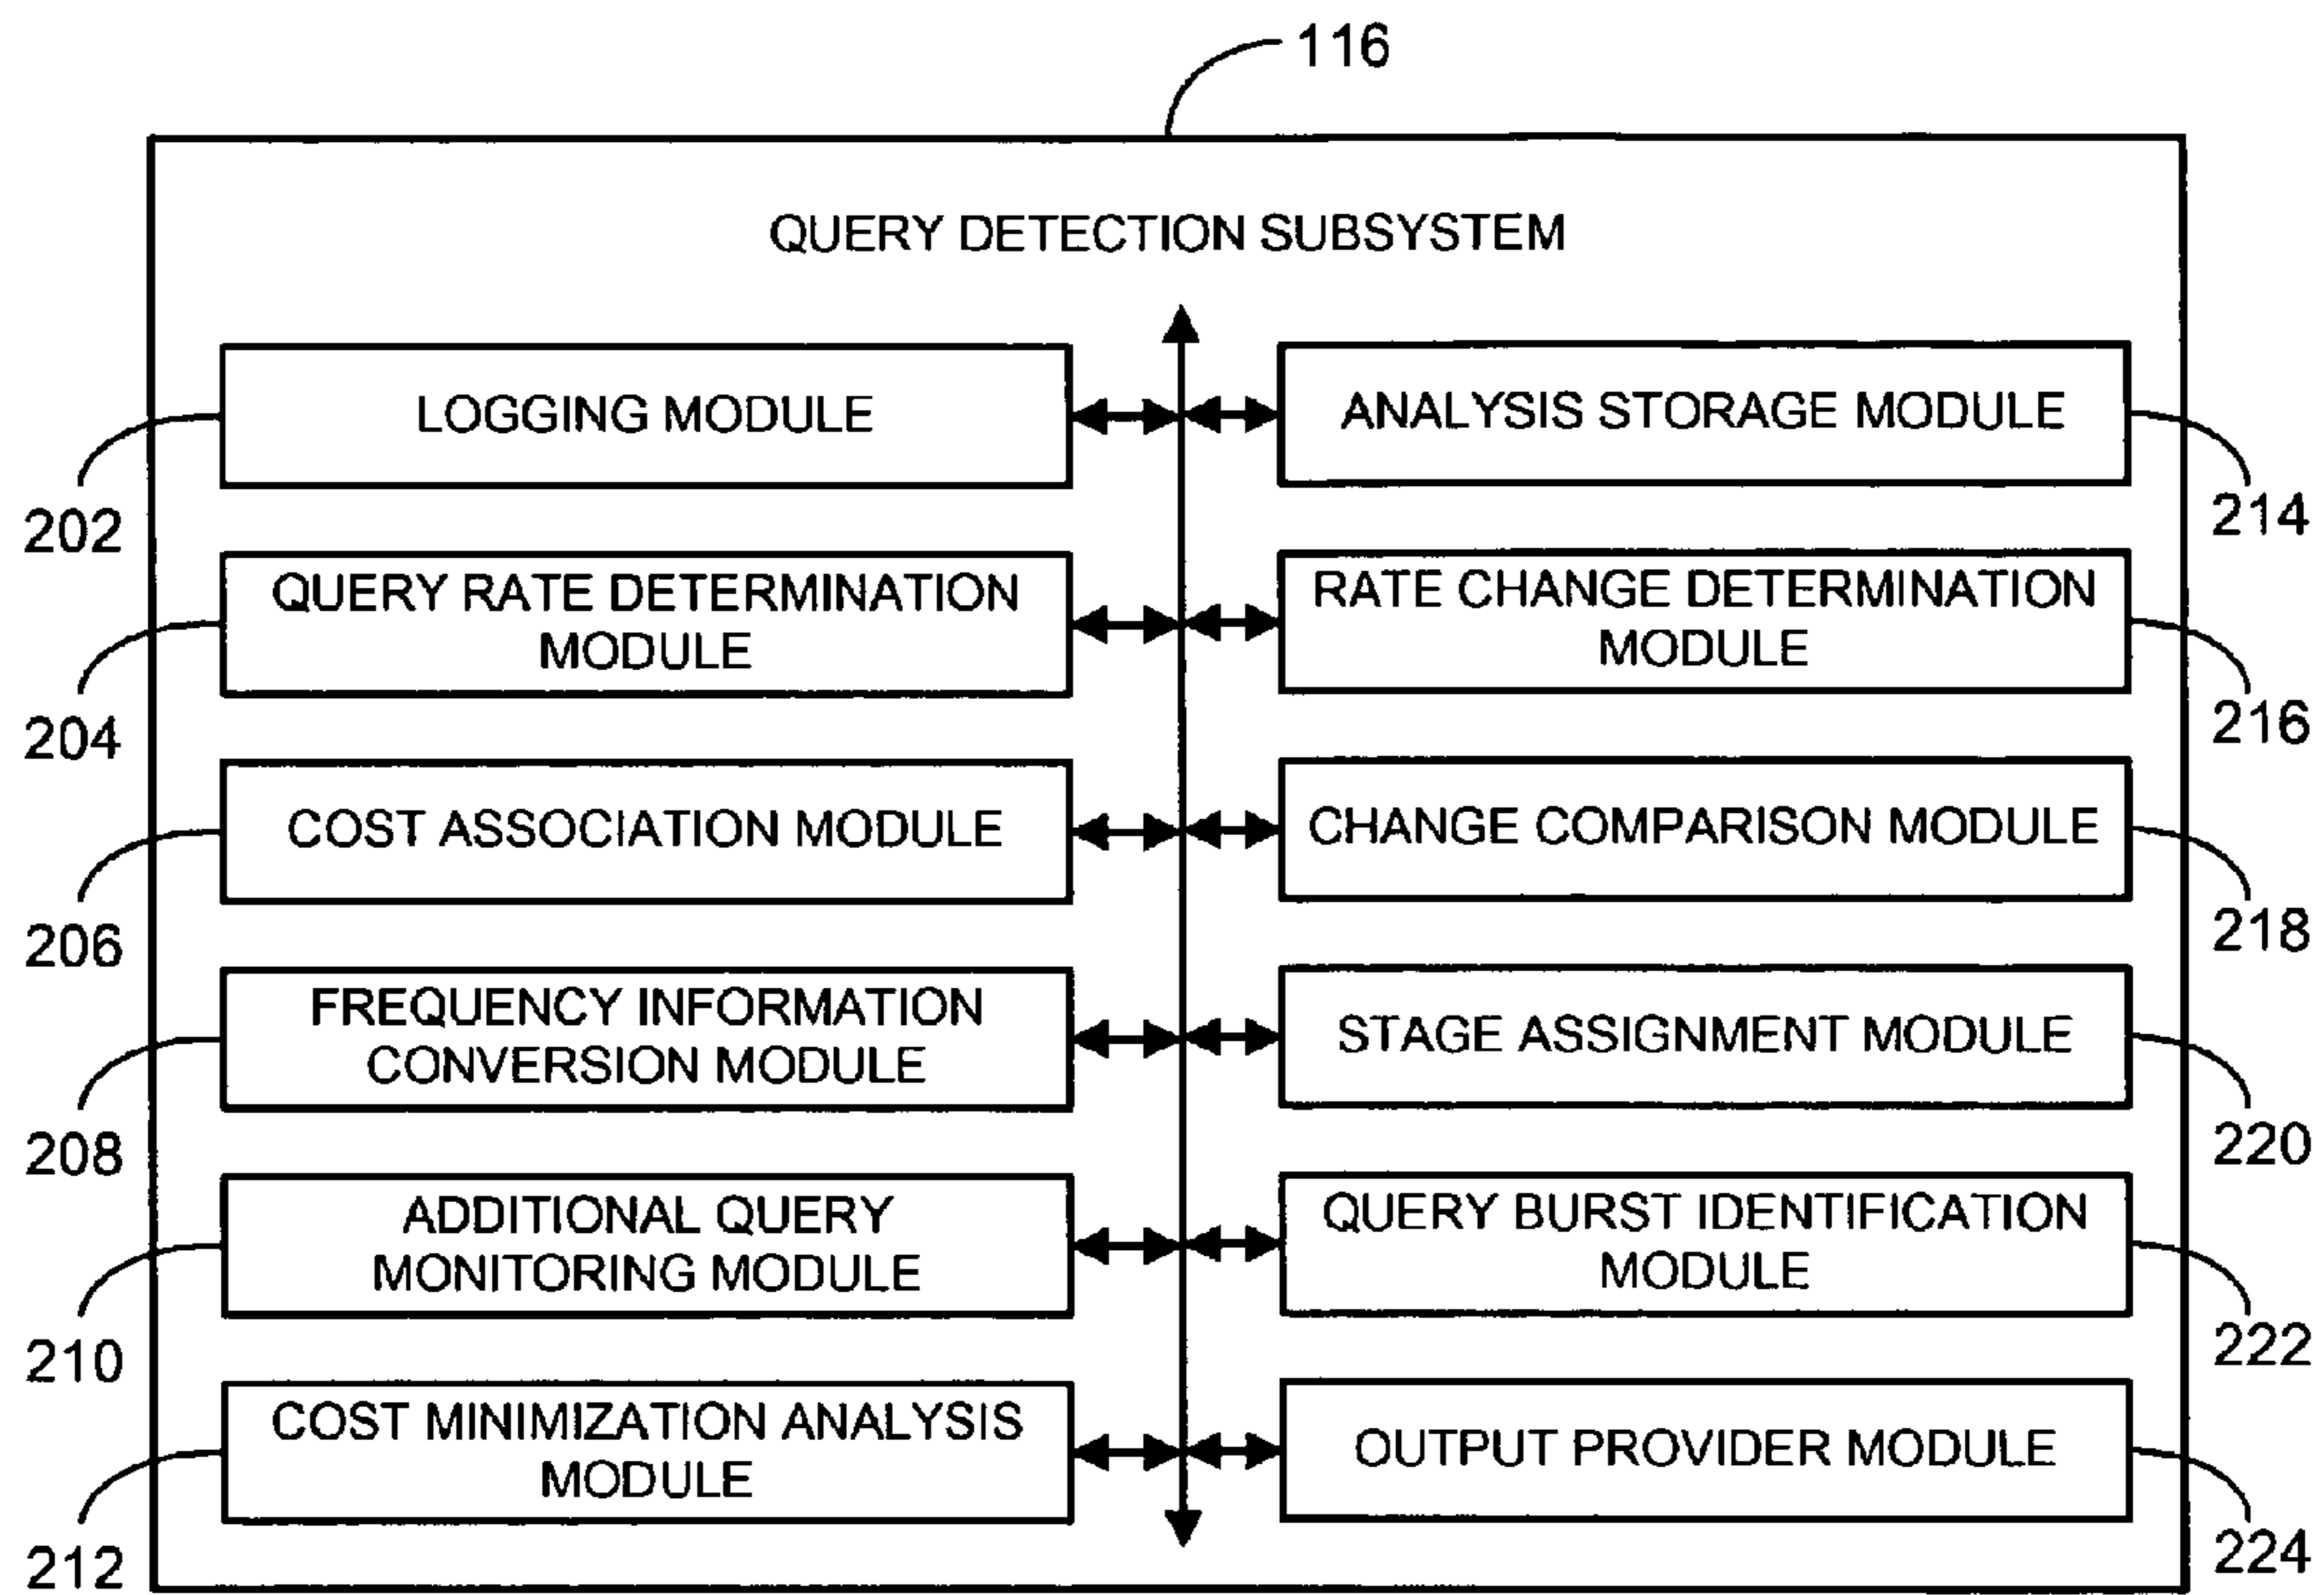 116
QUERY DETECTION SUBSYSTEM
LOGGING MODULE
202
QUERY RATE DETERMINATION
MODULE
204
COST ASSOCIATION MODULE
206
FREQUENCY INFORMATION
CONVERSION MODULE
208
ADDITIONAL QUERY
MONITORING MODULE
210
COST MINIMIZATION ANALYSIS
MODULE
212
ANALYSIS STORAGE MODULE
214
RATE CHANGE DETERMINATION
MODULE
216
CHANGE COMPARISON MODULE
218
STAGE ASSIGNMENT MODULE
220
QUERY BURST IDENTIFICATION
MODULE
222
OUTPUT PROVIDER MODULE
224